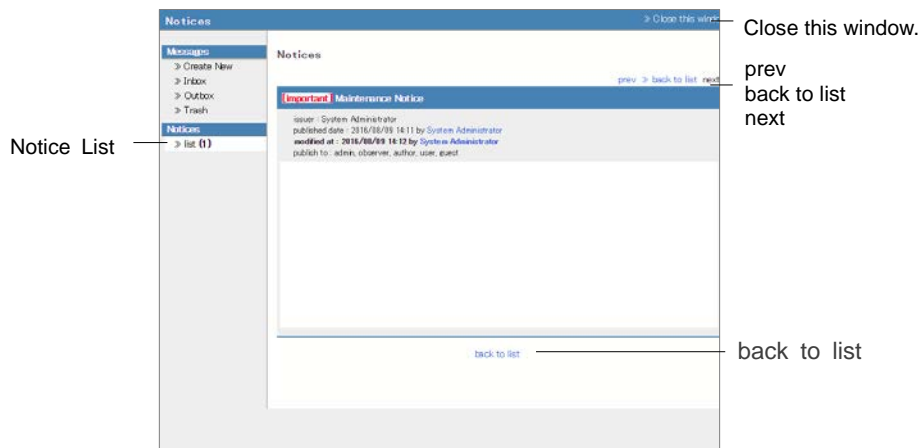 Notices
» Close this wind
Close this window.
Messages
» Create New
» Inbox
» Outbox
» Trash
Notices
» list (1)
Notice List
Notices
prev » back to list next
prev
back to list
next
[important] Maintenance Notice
issuer : System Administrator
published date : 2016/08/09 14:11 by System Administrator
modified at : 2016/08/09 14:12 by System Administrator
publish to : admin, observer, author, user, guest
back to list
back to list